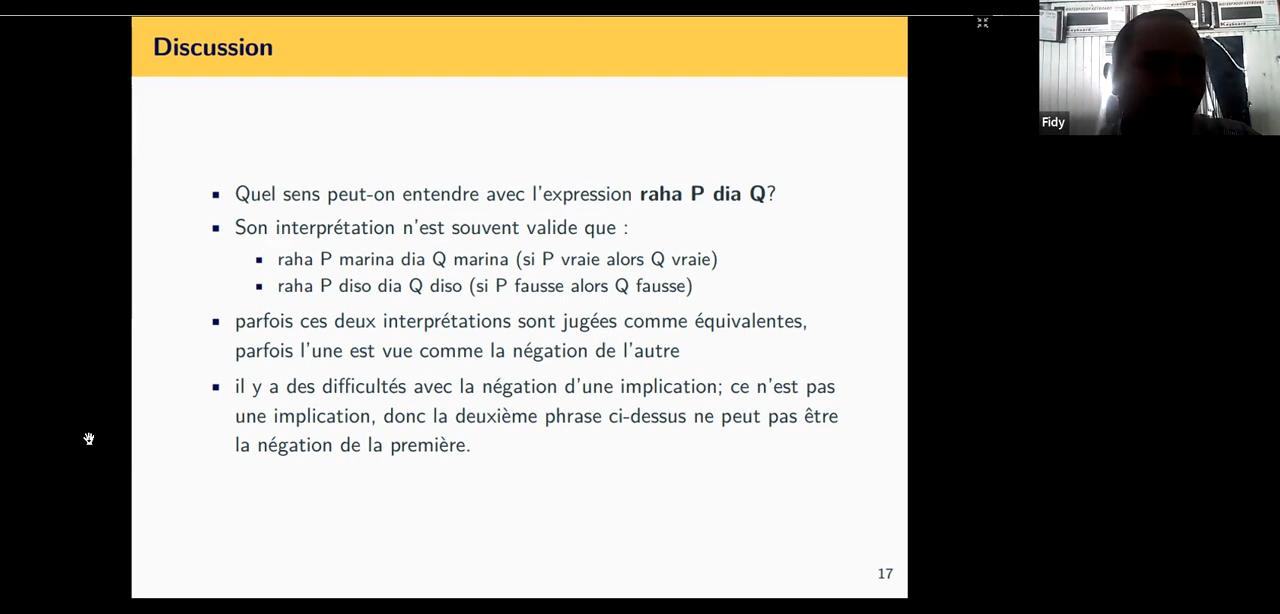 Discussion
Quel sens peut-on entendre avec l'expression raha P dia Q?
Son interprétation n'est souvent valide que :
raha P marina dia Q marina (si P vraie alors Q vraie)
raha P diso dia Q diso (si P fausse alors Q fausse)
parfois ces deux interprétations sont jugées comme équivalentes,
parfois l'une est vue comme la négation de l'autre
il y a des difficultés avec la négation d'une implication; ce n'est pas
une implication, donc la deuxième phrase ci-dessus ne peut pas être
la négation de la première.
17
Fidy